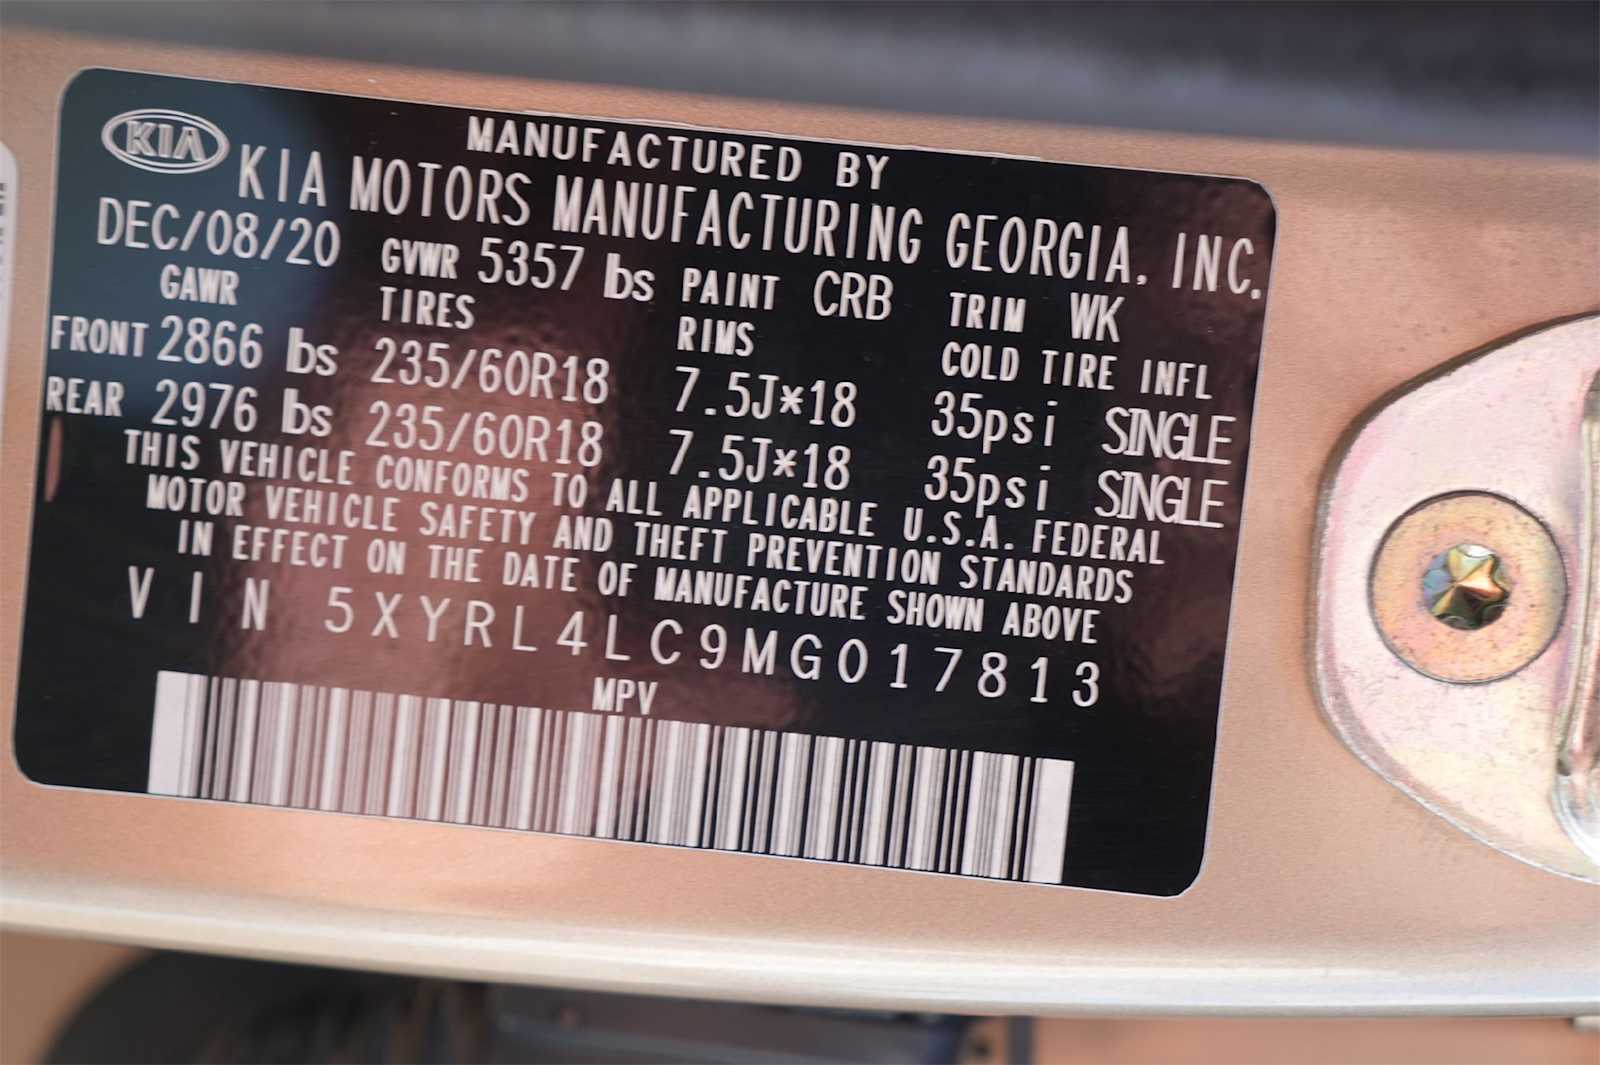 KIA
MANUFACTURED BY
KIA MOTORS MANUFACTURING GEORGIA, INC.
DEC/08/20 GVWR 5357 lbs PAINT CRB TRIM WK
GAWR TIRES RIMS COLD TIRE INFL
FRONT 2866 lbs 235/60R18 7.5J*18 35psi SINGLE
REAR 2976 lbs 235/60R18 7.5J*18 35psi SINGLE
THIS VEHICLE CONFORMS TO ALL APPLICABLE U.S.A. FEDERAL
MOTOR VEHICLE SAFETY AND THEFT PREVENTION STANDARDS
IN EFFECT ON THE DATE OF MANUFACTURE SHOWN ABOVE
VIN 5XYRL4LC9MG017813
MPV